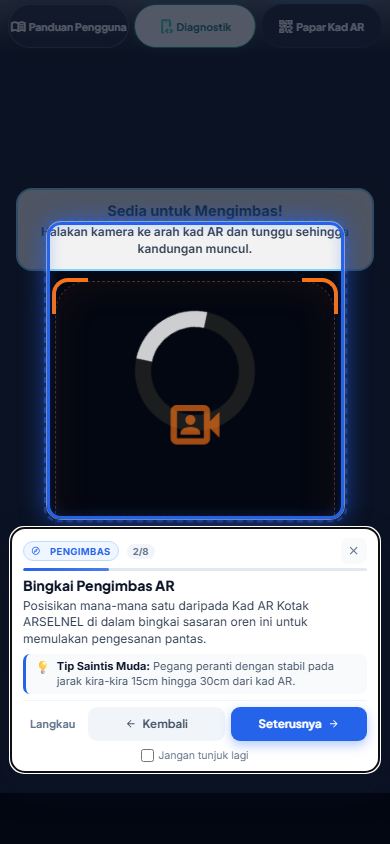 Panduan Pengguna
Diagnostik
Papar Kad AR
Sedia untuk Mengimbas!
Halakan kamera ke arah kad AR dan tunggu sehingga
kandungan muncul.
PENGIMBAS
2/8
Bingkai Pengimbas AR
Posisikan mana-mana satu daripada Kad AR Kotak
ARSELNEL di dalam bingkai sasaran oren ini untuk
memulakan pengesanan pantas.
Tip Saintis Muda: Pegang peranti dengan stabil pada
jarak kira-kira 15cm hingga 30cm dari kad AR.
Langkau
← Kembali
Seterusnya →
Jangan tunjuk lagi